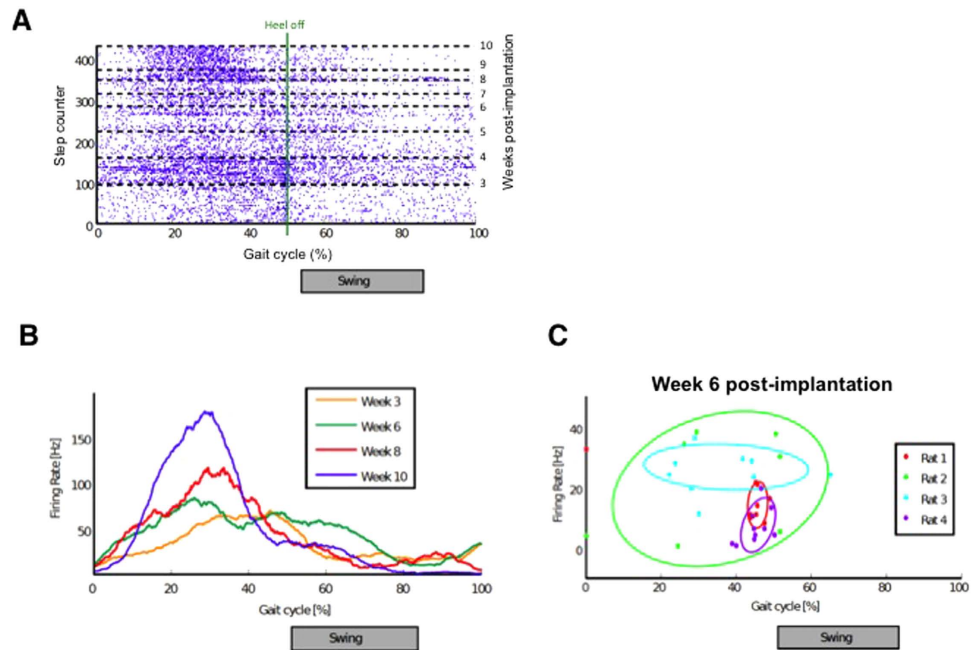 A
Heel off
400
300
200
100
0
Step counter
10
9
8
7
6
5
4
3
Weeks post-implantation
0 20 40 60 80 100
Gait cycle (%)
Swing
B
150
100
50
Firing Rate [Hz]
Week 3
Week 6
Week 8
Week 10
0 20 40 60 80 100
Gait cycle [%]
Swing
C
Week 6 post-implantation
40
20
0
Firing Rate [Hz]
Rat 1
Rat 2
Rat 3
Rat 4
0 20 40 60 80 100
Gait cycle [%]
Swing